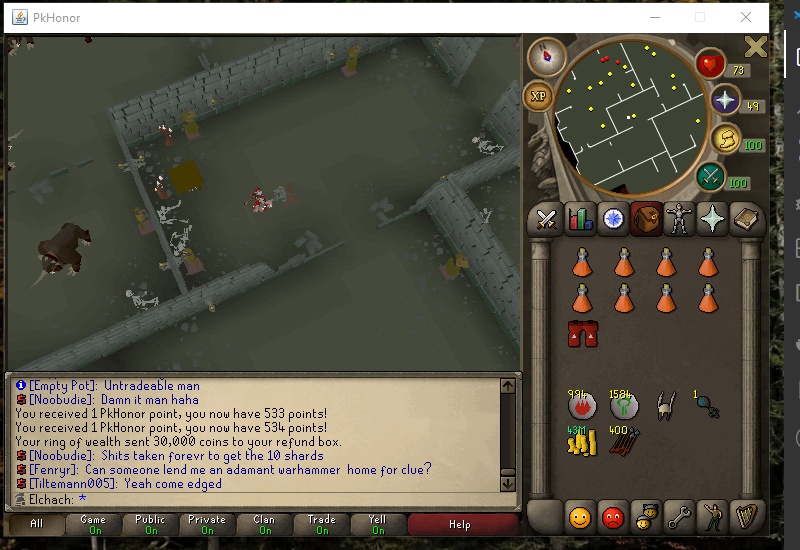 PkHonor
N
XP
73
49
100
100
994
1584
1
43M
400
[Empty Pot]: Untradeable man
[Noobudie]: Damn it man haha
You received 1 PkHonor point, you now have 533 points!
You received 1 PkHonor point, you now have 534 points!
Your ring of wealth sent 30,000 coins to your refund box.
[Noobudie]: Shits taken forevr to get the 10 shards
[Fenryr]: Can someone lend me an adamant warhammer home for clue?
[Tiltemann005]: Yeah come edged
Elchach: *
All
Game
On
Public
On
Private
On
Clan
On
Trade
On
Yell
On
Help